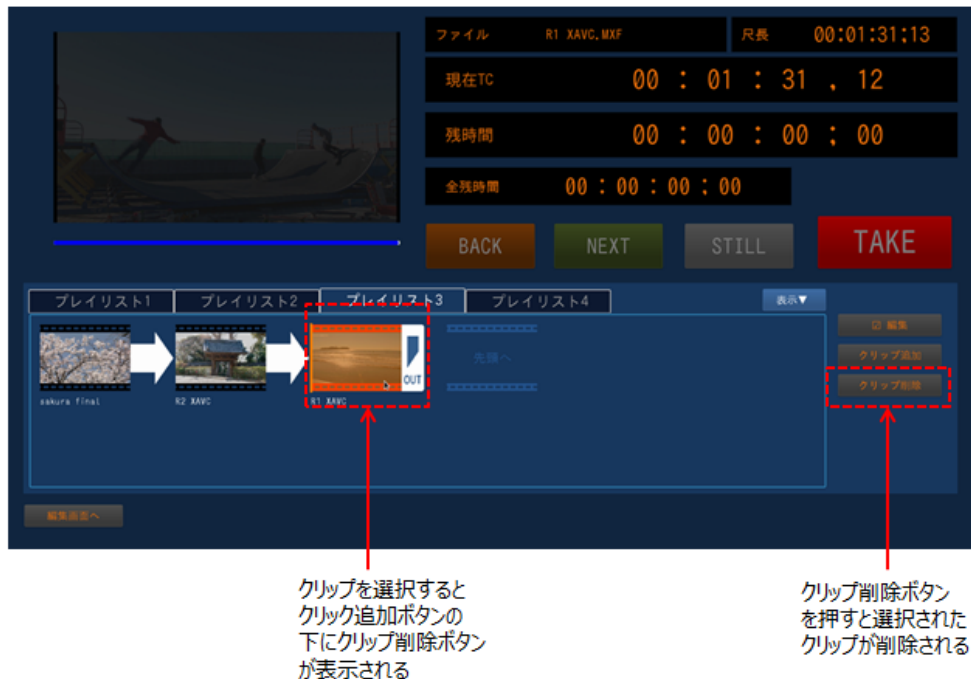 ファイル R1 XAVC.MXF 尺長 00:01:31;13
現在TC 00 : 01 : 31 . 12
残時間 00 : 00 : 00 ; 00
全残時間 00 : 00 : 00 ; 00
BACK NEXT STILL TAKE
プレイリスト1 プレイリスト2 プレイリスト3 プレイリスト4 表示▼
☑ 編集
先頭へ クリップ追加
OUT クリップ削除
sakura final R2 XAVC R1 XAVC
編集画面へ
クリップを選択すると
クリック追加ボタンの
下にクリップ削除ボタン
が表示される
クリップ削除ボタン
を押すと選択された
クリップが削除される